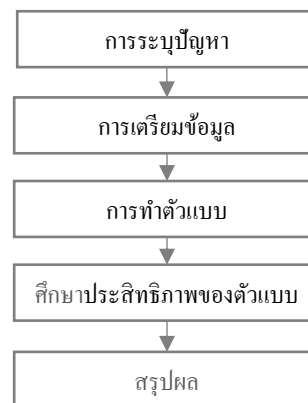 การระบุปัญหา
การเตรียมข้อมูล
การทำตัวแบบ
ศึกษาประสิทธิภาพของตัวแบบ
สรุปผล